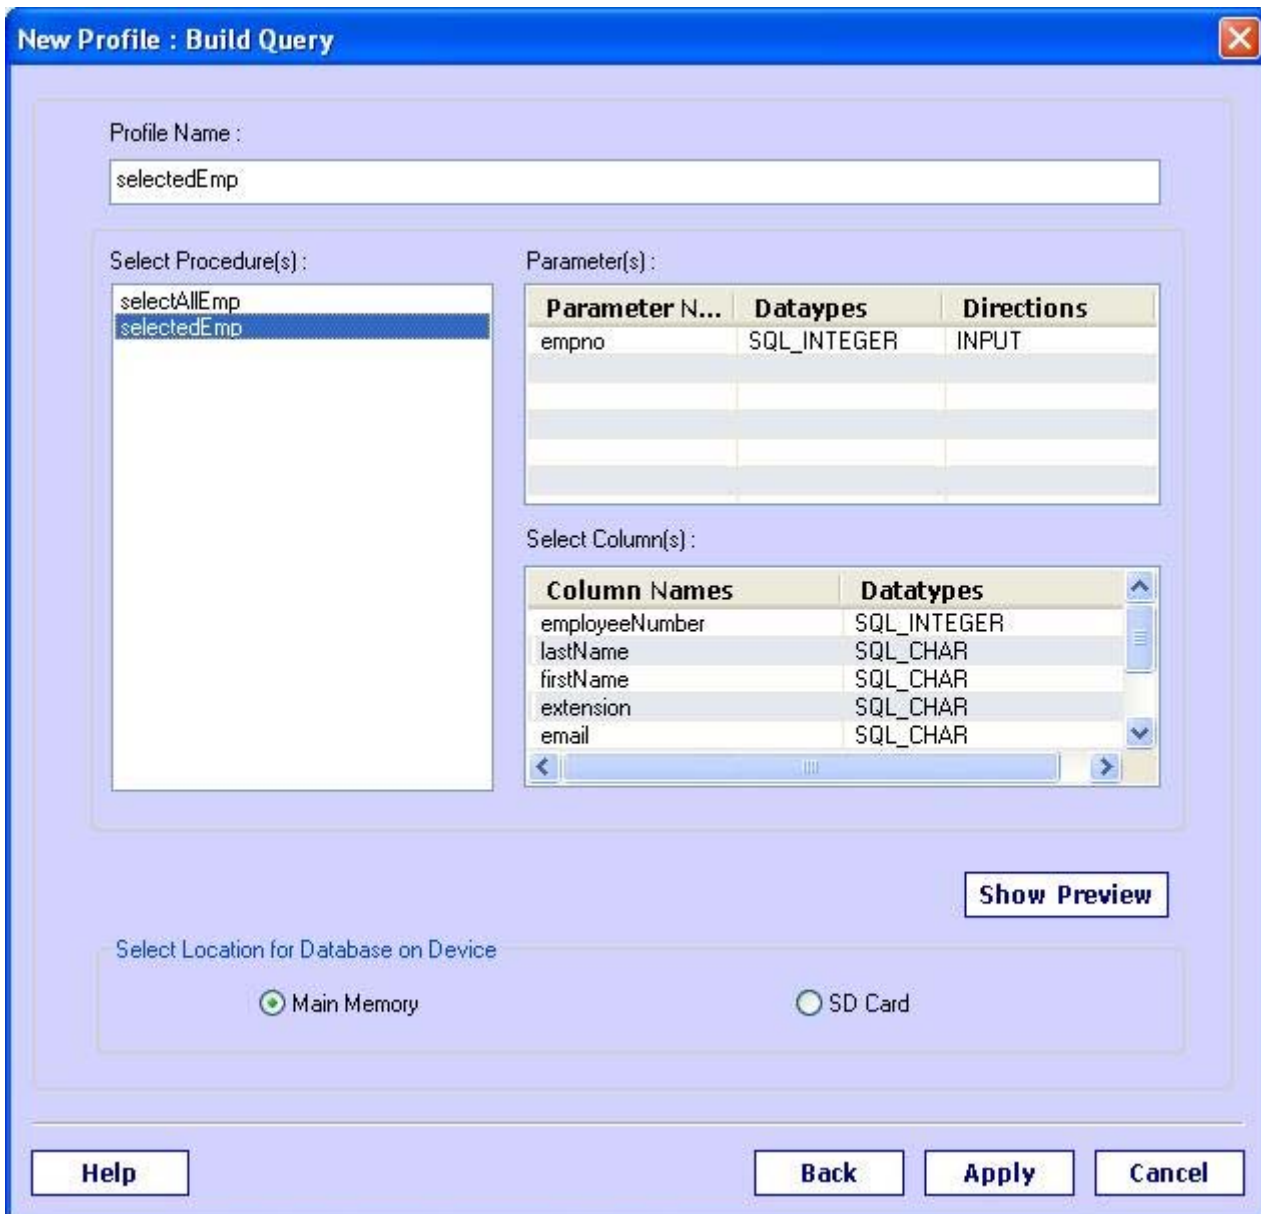 New Profile : Build Query
Profile Name :
selectedEmp
Select Procedure(s) :
selectAllEmp
selectedEmp
Parameter(s) :
Parameter N... Dataypes Directions
empno SQL_INTEGER INPUT
Select Column(s) :
Column Names Datatypes
employeeNumber SQL_INTEGER
lastName SQL_CHAR
firstName SQL_CHAR
extension SQL_CHAR
email SQL_CHAR
Show Preview
Select Location for Database on Device
Main Memory SD Card
Help Back Apply Cancel